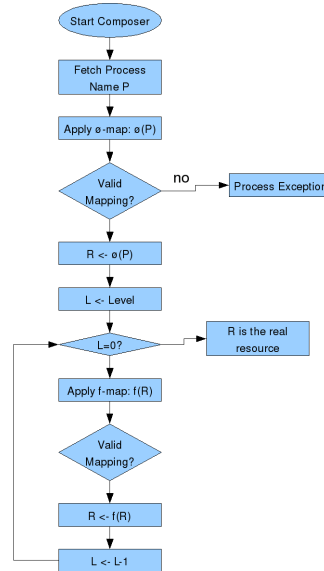 Start Composer
Fetch Process
Name P
Apply ø-map: ø(P)
Valid
Mapping?
no
Process Exception
R <- ø(P)
L <- Level
L=0?
R is the real
resource
Apply f-map: f(R)
Valid
Mapping?
R <- f(R)
L <- L-1